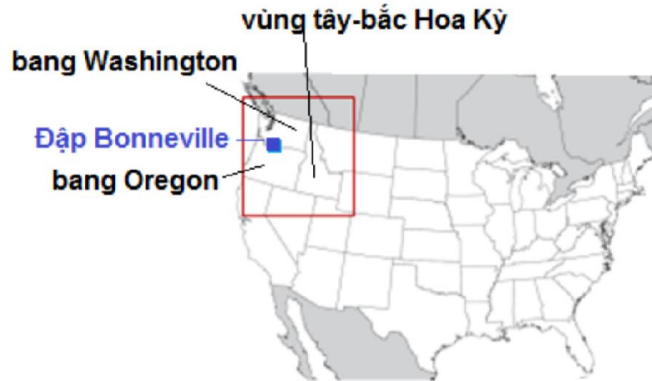 vùng tây-bắc Hoa Kỳ
bang Washington
Đập Bonneville
bang Oregon